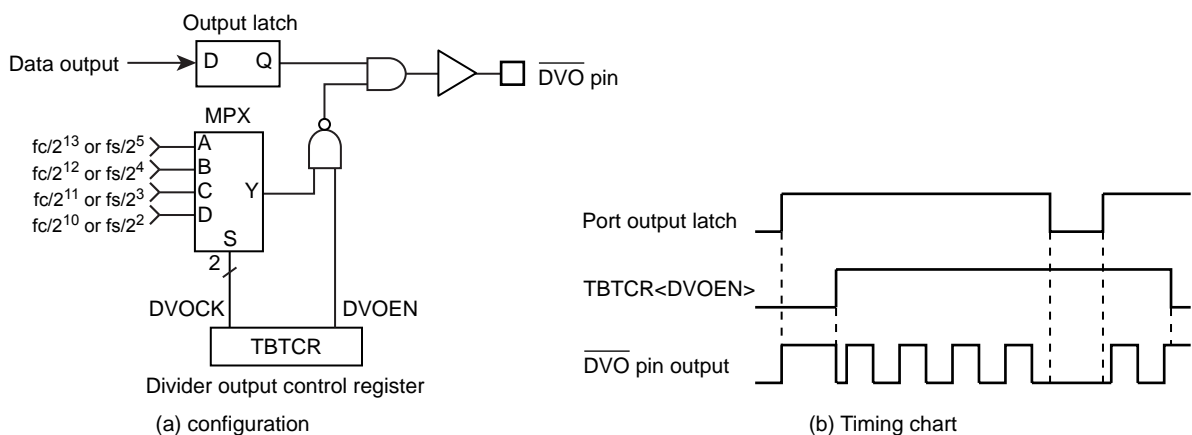 Output latch
Data output
D Q
DVO pin
MPX
fc/2¹³ or fs/2⁵
A
fc/2¹² or fs/2⁴
B
fc/2¹¹ or fs/2³
C
fc/2¹⁰ or fs/2²
D
Y
S
2
DVOCK
DVOEN
TBTCR
Divider output control register
(a) configuration
Port output latch
TBTCR<DVOEN>
DVO pin output
(b) Timing chart